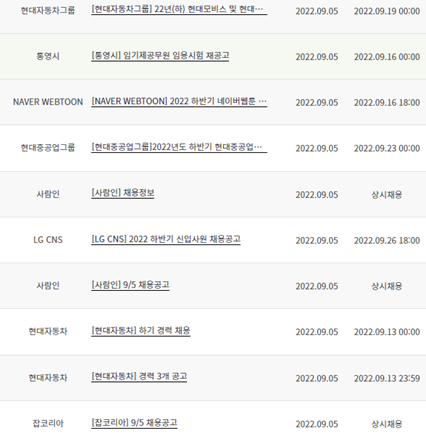 현대자동차그룹 [현대자동차그룹] 22년(하) 현대모비스 및 현대… 2022.09.05 2022.09.19 00:00
통영시 [통영시] 임기제공무원 임용시험 재공고 2022.09.05 2022.09.16 00:00
NAVER WEBTOON [NAVER WEBTOON] 2022 하반기 네이버웹툰 … 2022.09.05 2022.09.16 18:00
현대중공업그룹 [현대중공업그룹]2022년도 하반기 현대중공업… 2022.09.05 2022.09.23 00:00
사람인 [사람인] 채용정보 2022.09.05 상시채용
LG CNS [LG CNS] 2022 하반기 신입사원 채용공고 2022.09.05 2022.09.26 18:00
사람인 [사람인] 9/5 채용공고 2022.09.05 상시채용
현대자동차 [현대자동차] 하기 경력 채용 2022.09.05 2022.09.13 00:00
현대자동차 [현대자동차] 경력 3개 공고 2022.09.05 2022.09.13 23:59
잡코리아 [잡코리아] 9/5 채용공고 2022.09.05 상시채용